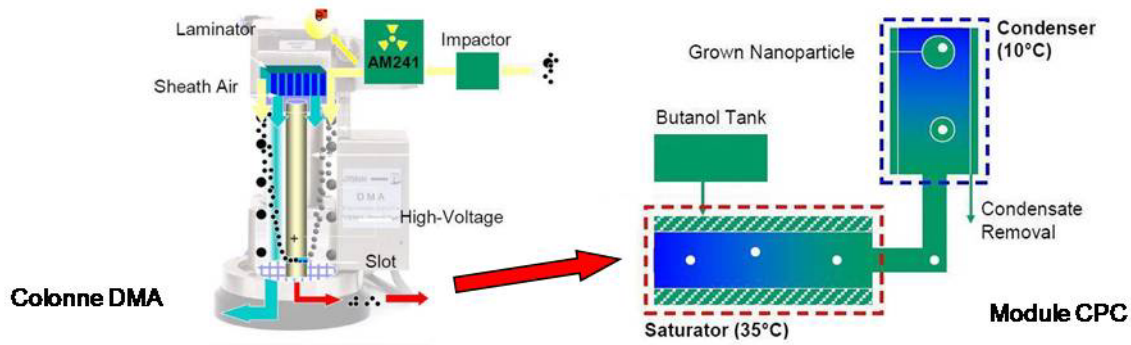 Laminator
Impactor
AM241
Sheath Air
DMA
High-Voltage
+
Slot
Colonne DMA
Condenser
(10°C)
Grown Nanoparticle
Butanol Tank
Condensate
Removal
Saturator (35°C)
Module CPC